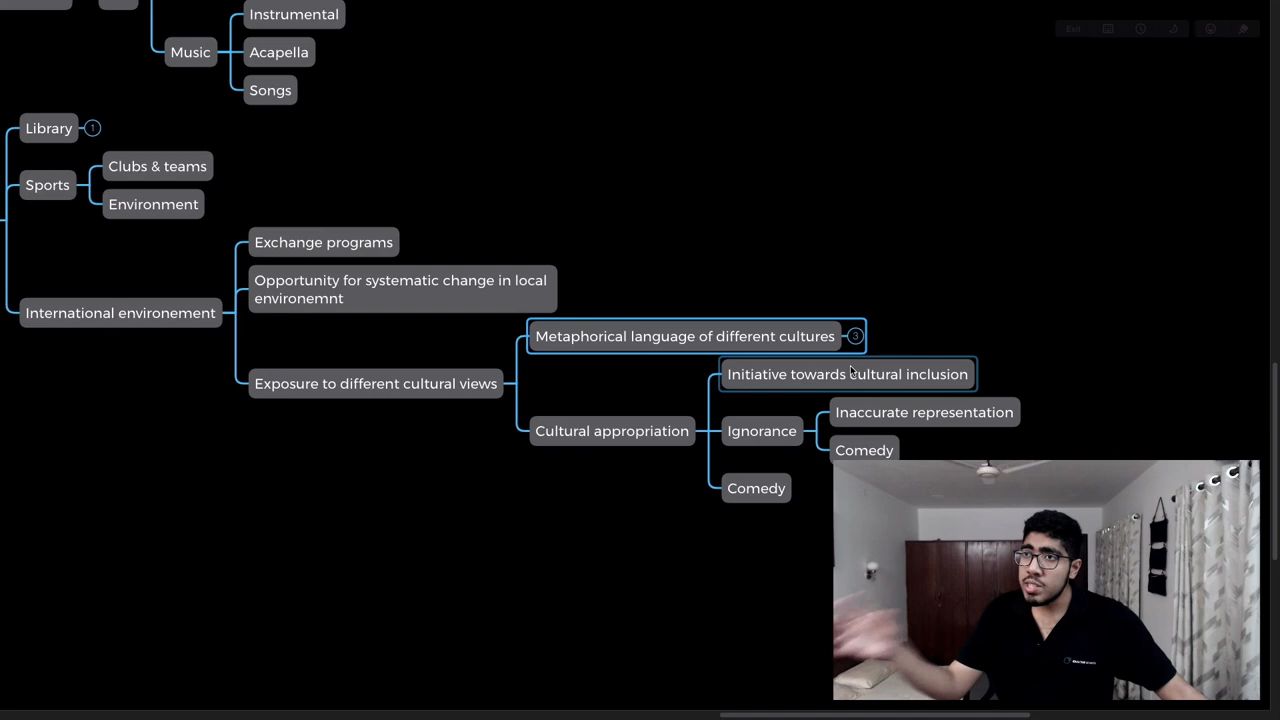 Instrumental
Music
Acapella
Songs
Exit
Library
1
Clubs & teams
Sports
Environment
Exchange programs
Opportunity for systematic change in local
environemnt
International environement
Metaphorical language of different cultures
3
Initiative towards cultural inclusion
Exposure to different cultural views
Inaccurate representation
Cultural appropriation
Ignorance
Comedy
Comedy